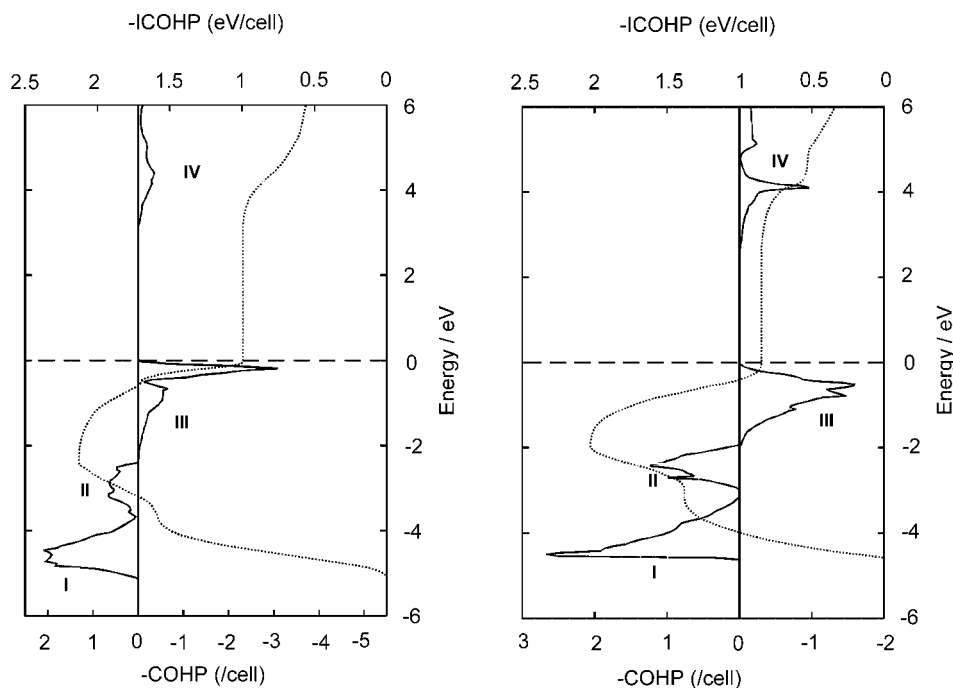 -ICOHP (eV/cell)
2.5 2 1.5 1 0.5 0
6
4
2
0
-2
-4
-6
Energy / eV
IV
III
II
I
2 1 0 -1 -2 -3 -4 -5
-COHP (/cell)
-ICOHP (eV/cell)
2.5 2 1.5 1 0.5 0
6
4
2
0
-2
-4
-6
Energy / eV
IV
III
II
I
3 2 1 0 -1 -2
-COHP (/cell)